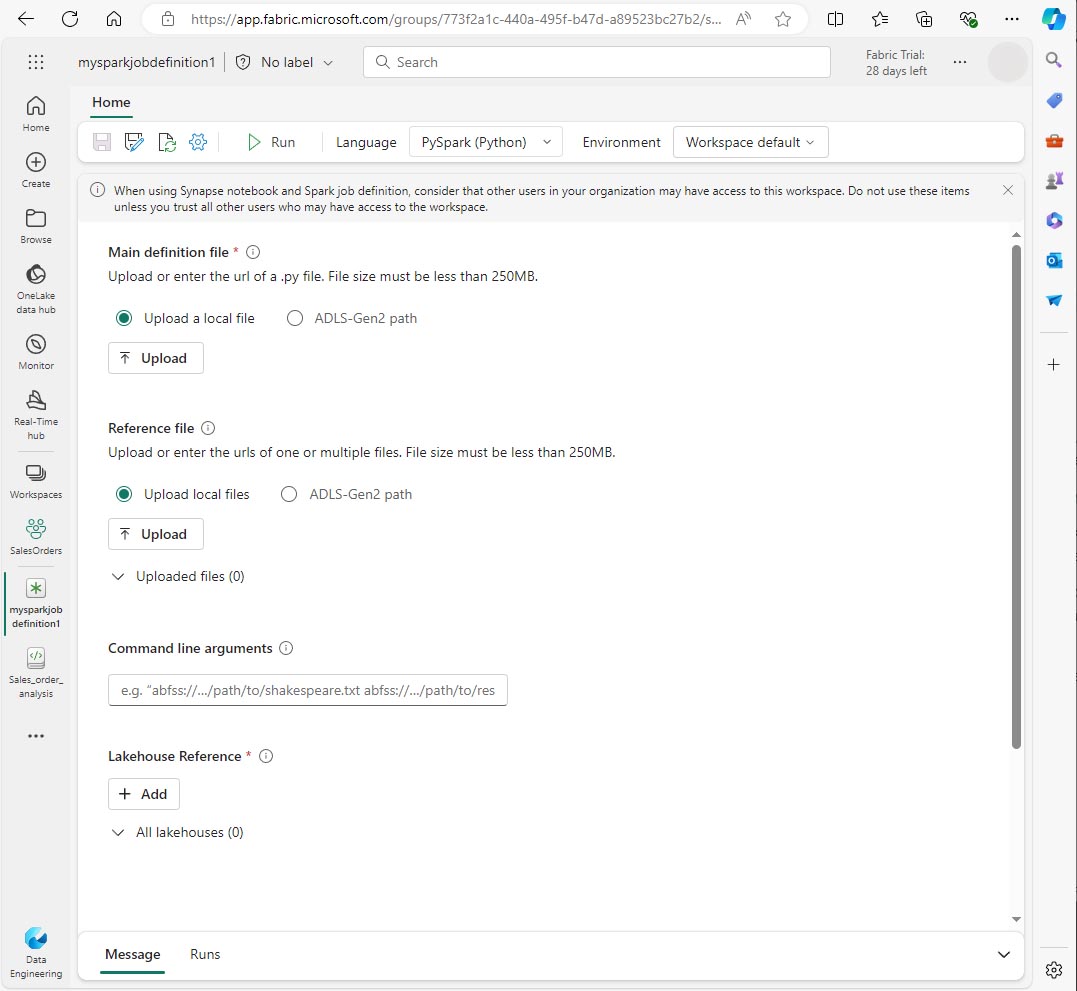 https://app.fabric.microsoft.com/groups/773f2a1c-440a-495f-b47d-a89523bc27b2/s...
mysparkjobdefinition1
No label
Search
Fabric Trial:
28 days left
Home
Create
Browse
OneLake
data hub
Monitor
Real-Time
hub
Workspaces
SalesOrders
mysparkjob
definition1
Sales_order_
analysis
Data
Engineering
Home
Run
Language
PySpark (Python)
Environment
Workspace default
When using Synapse notebook and Spark job definition, consider that other users in your organization may have access to this workspace. Do not use these items
unless you trust all other users who may have access to the workspace.
Main definition file *
Upload or enter the url of a .py file. File size must be less than 250MB.
Upload a local file
ADLS-Gen2 path
Upload
Reference file
Upload or enter the urls of one or multiple files. File size must be less than 250MB.
Upload local files
ADLS-Gen2 path
Upload
Uploaded files (0)
Command line arguments
e.g. “abfss://.../path/to/shakespeare.txt abfss://.../path/to/res
Lakehouse Reference *
Add
All lakehouses (0)
Message
Runs